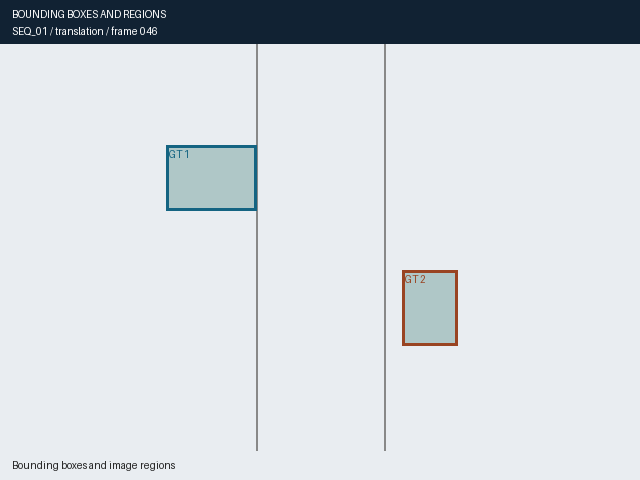 BOUNDING BOXES AND REGIONS
SEQ_01 / translation / frame 046
GT1
GT2
Bounding boxes and image regions